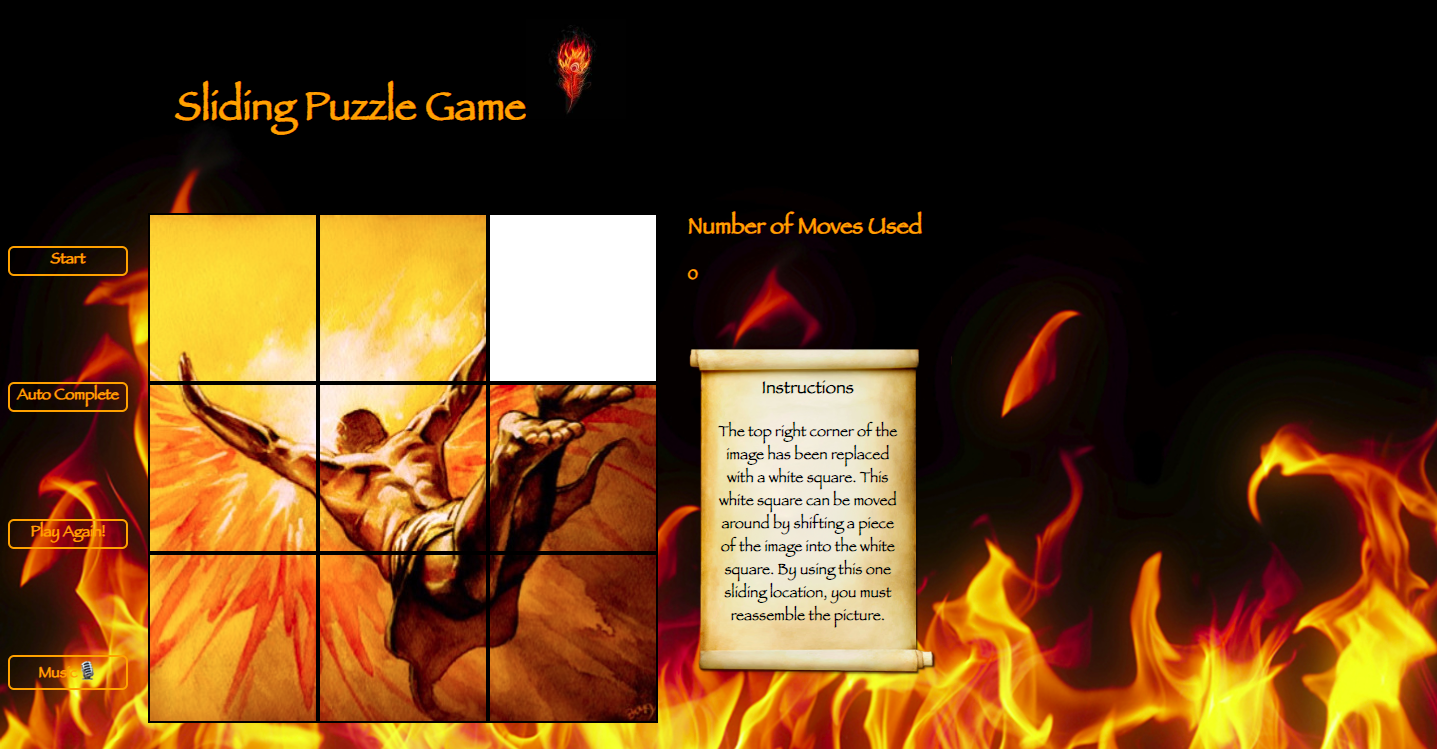 Sliding Puzzle Game
Start
Auto Complete
Play Again!
Music
Number of Moves Used
0
Instructions
The top right corner of the
image has been replaced
with a white square. This
white square can be moved
around by shifting a piece
of the image into the white
square. By using this one
sliding location, you must
reassemble the picture.